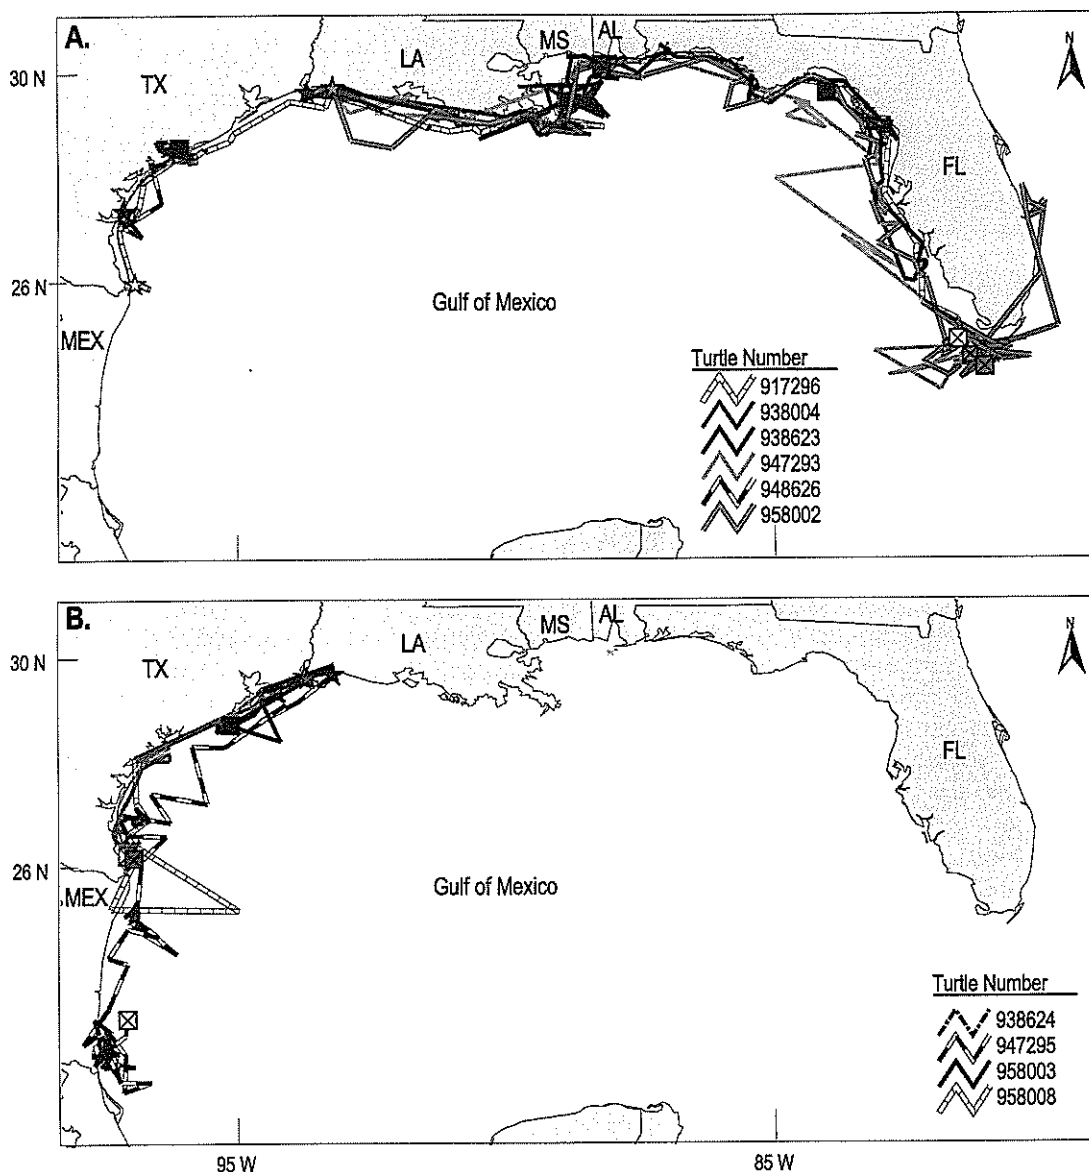 A.
N
MS
AL
LA
30 N
TX
FL
26 N
Gulf of Mexico
MEX
Turtle Number
917296
938004
938623
947293
948626
958002
B.
N
MS
AL
LA
30 N
TX
FL
26 N
MEX
Gulf of Mexico
Turtle Number
938624
947295
958003
958008
95 W
85 W